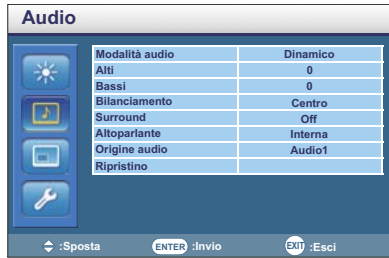 Audio
Modalità audio Dinamico
Alti 0
Bassi 0
Bilanciamento Centro
Surround Off
Altoparlante Interna
Origine audio Audio1
Ripristino
:Sposta ENTER :Invio EXIT :Esci